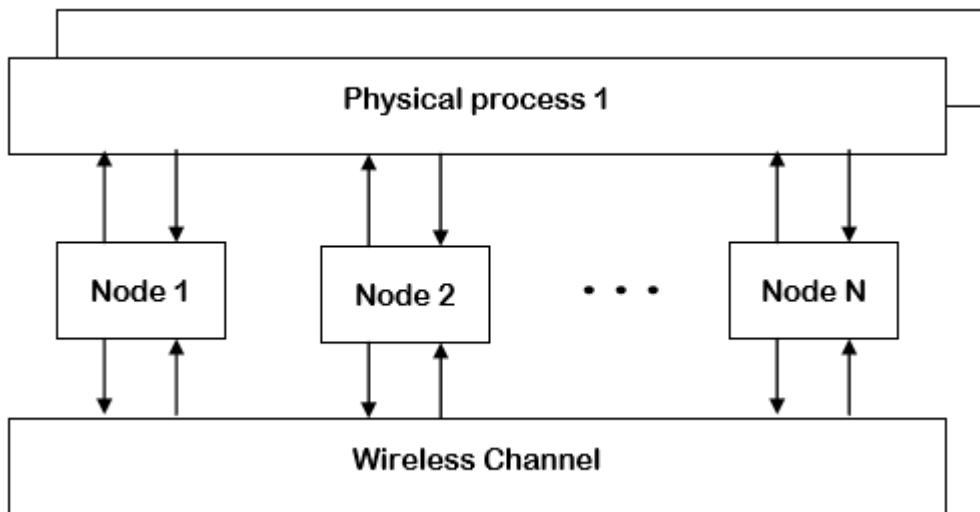 Physical process 1
Node 1
Node 2
. . .
Node N
Wireless Channel